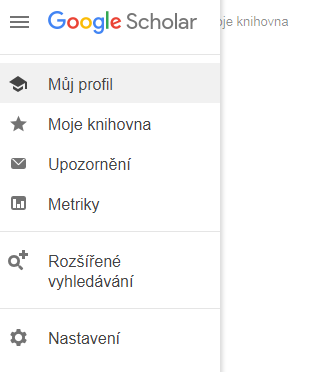 Google Scholar
oje knihovna
Můj profil
Moje knihovna
Upozornění
Metriky
Rozšířené
vyhledávání
Nastavení